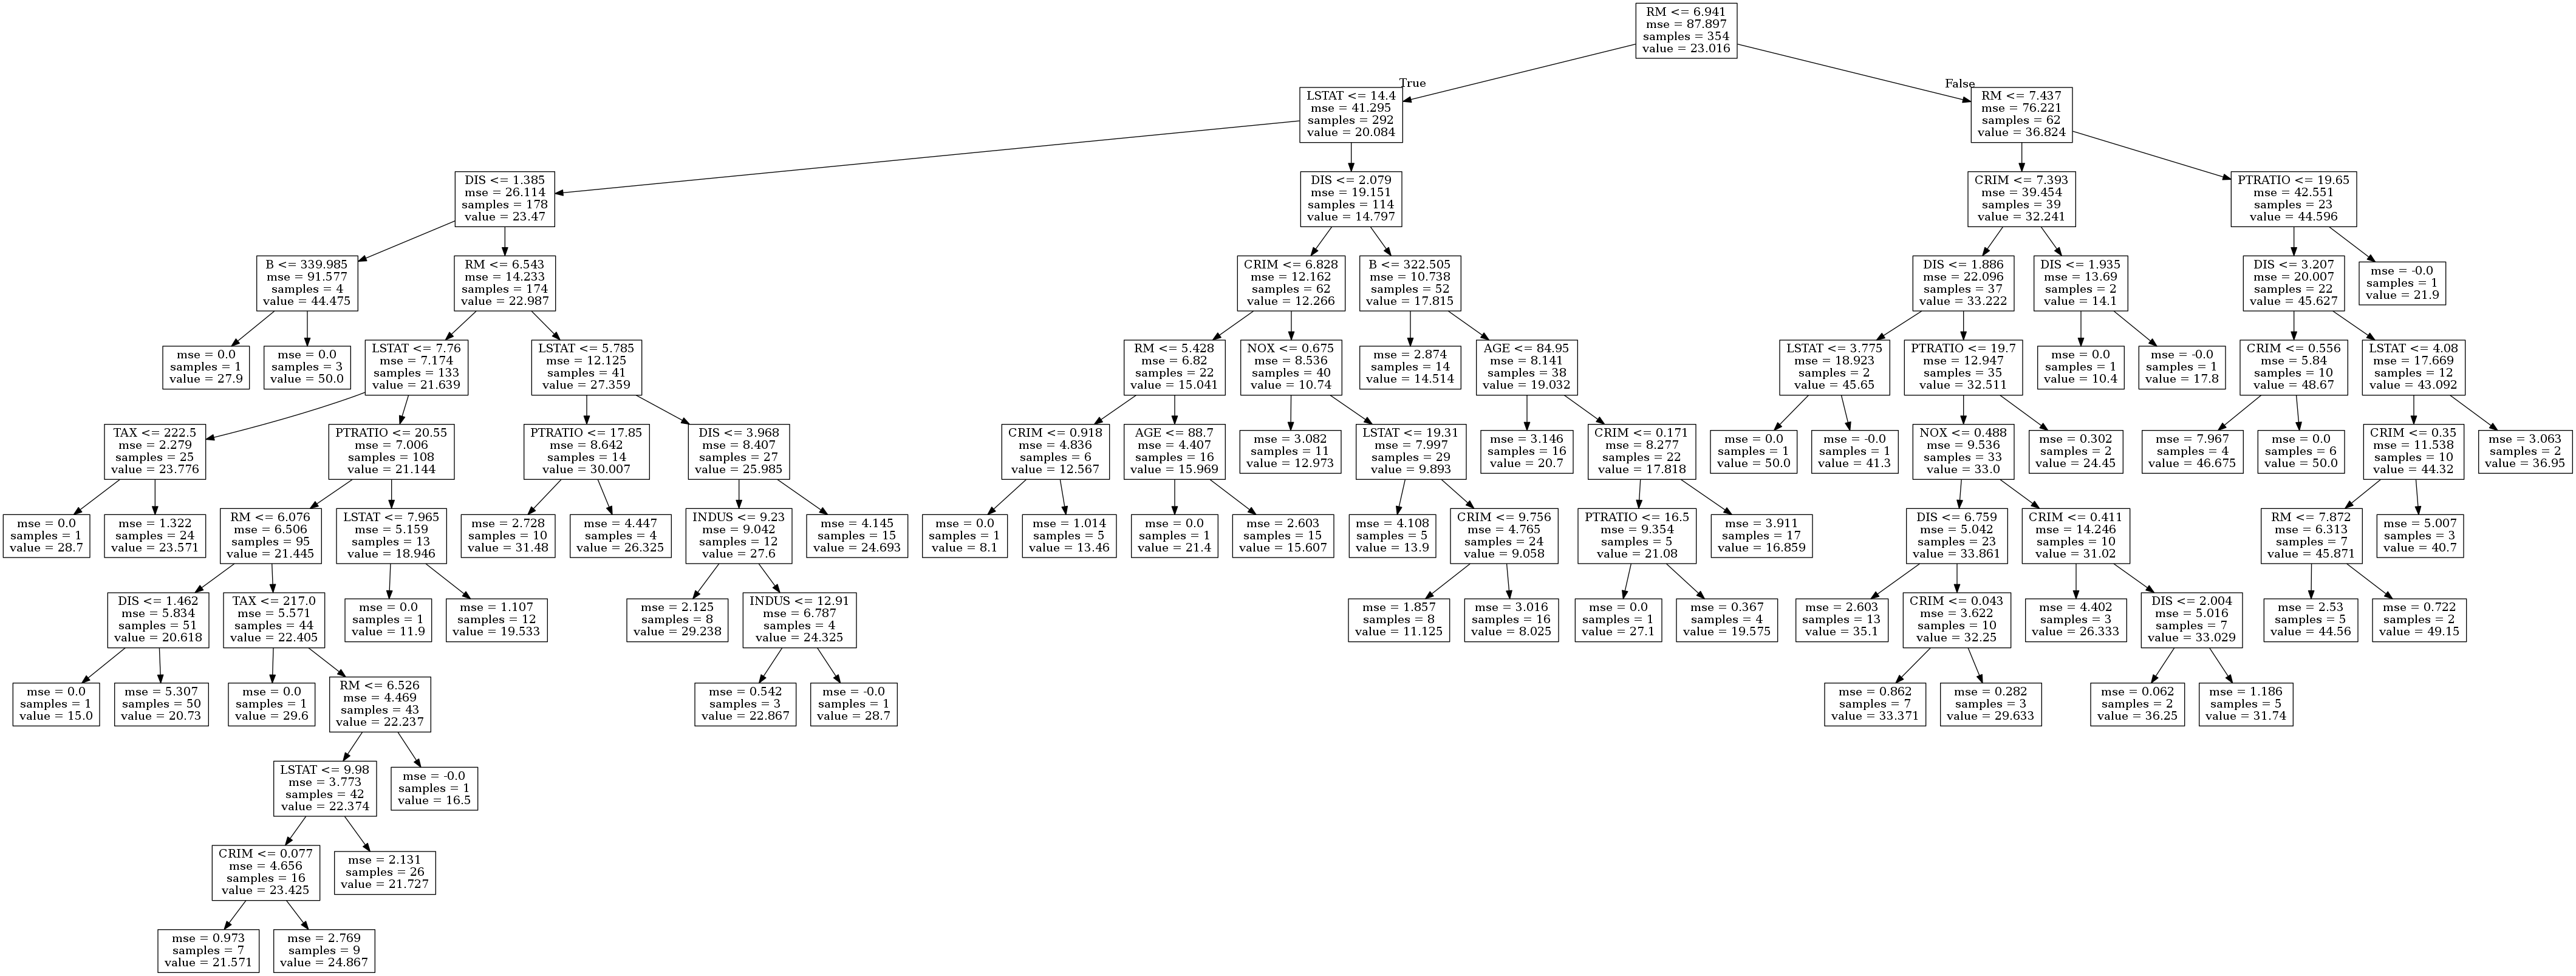 RM <= 6.941
mse = 87.897
samples = 354
value = 23.016
True
False
LSTAT <= 14.4
mse = 41.295
samples = 292
value = 20.084
RM <= 7.437
mse = 76.221
samples = 62
value = 36.824
DIS <= 1.385
mse = 26.114
samples = 178
value = 23.47
DIS <= 2.079
mse = 19.151
samples = 114
value = 14.797
CRIM <= 7.393
mse = 39.454
samples = 39
value = 32.241
PTRATIO <= 19.65
mse = 42.551
samples = 23
value = 44.596
B <= 339.985
mse = 91.577
samples = 4
value = 44.475
RM <= 6.543
mse = 14.233
samples = 174
value = 22.987
CRIM <= 6.828
mse = 12.162
samples = 62
value = 12.266
B <= 322.505
mse = 10.738
samples = 52
value = 17.815
DIS <= 1.886
mse = 22.096
samples = 37
value = 33.222
DIS <= 1.935
mse = 13.69
samples = 2
value = 14.1
DIS <= 3.207
mse = 20.007
samples = 22
value = 45.627
mse = -0.0
samples = 1
value = 21.9
mse = 0.0
samples = 1
value = 27.9
mse = 0.0
samples = 3
value = 50.0
LSTAT <= 7.76
mse = 7.174
samples = 133
value = 21.639
LSTAT <= 5.785
mse = 12.125
samples = 41
value = 27.359
RM <= 5.428
mse = 6.82
samples = 22
value = 15.041
NOX <= 0.675
mse = 8.536
samples = 40
value = 10.74
mse = 2.874
samples = 14
value = 14.514
AGE <= 84.95
mse = 8.141
samples = 38
value = 19.032
LSTAT <= 3.775
mse = 18.923
samples = 2
value = 45.65
PTRATIO <= 19.7
mse = 12.947
samples = 35
value = 32.511
mse = 0.0
samples = 1
value = 10.4
mse = -0.0
samples = 1
value = 17.8
CRIM <= 0.556
mse = 5.84
samples = 10
value = 48.67
LSTAT <= 4.08
mse = 17.669
samples = 12
value = 43.092
TAX <= 222.5
mse = 2.279
samples = 25
value = 23.776
PTRATIO <= 20.55
mse = 7.006
samples = 108
value = 21.144
PTRATIO <= 17.85
mse = 8.642
samples = 14
value = 30.007
DIS <= 3.968
mse = 8.407
samples = 27
value = 25.985
CRIM <= 0.918
mse = 4.836
samples = 6
value = 12.567
AGE <= 88.7
mse = 4.407
samples = 16
value = 15.969
mse = 3.082
samples = 11
value = 12.973
LSTAT <= 19.31
mse = 7.997
samples = 29
value = 9.893
mse = 3.146
samples = 16
value = 20.7
CRIM <= 0.171
mse = 8.277
samples = 22
value = 17.818
mse = 0.0
samples = 1
value = 50.0
mse = -0.0
samples = 1
value = 41.3
NOX <= 0.488
mse = 9.536
samples = 33
value = 33.0
mse = 0.302
samples = 2
value = 24.45
mse = 7.967
samples = 4
value = 46.675
mse = 0.0
samples = 6
value = 50.0
CRIM <= 0.35
mse = 11.538
samples = 10
value = 44.32
mse = 3.063
samples = 2
value = 36.95
mse = 0.0
samples = 1
value = 28.7
mse = 1.322
samples = 24
value = 23.571
RM <= 6.076
mse = 6.506
samples = 95
value = 21.445
LSTAT <= 7.965
mse = 5.159
samples = 13
value = 18.946
mse = 2.728
samples = 10
value = 31.48
mse = 4.447
samples = 4
value = 26.325
INDUS <= 9.23
mse = 9.042
samples = 12
value = 27.6
mse = 4.145
samples = 15
value = 24.693
mse = 0.0
samples = 1
value = 8.1
mse = 1.014
samples = 5
value = 13.46
mse = 0.0
samples = 1
value = 21.4
mse = 2.603
samples = 15
value = 15.607
mse = 4.108
samples = 5
value = 13.9
CRIM <= 9.756
mse = 4.765
samples = 24
value = 9.058
PTRATIO <= 16.5
mse = 9.354
samples = 5
value = 21.08
mse = 3.911
samples = 17
value = 16.859
DIS <= 6.759
mse = 5.042
samples = 23
value = 33.861
CRIM <= 0.411
mse = 14.246
samples = 10
value = 31.02
RM <= 7.872
mse = 6.313
samples = 7
value = 45.871
mse = 5.007
samples = 3
value = 40.7
DIS <= 1.462
mse = 5.834
samples = 51
value = 20.618
TAX <= 217.0
mse = 5.571
samples = 44
value = 22.405
mse = 0.0
samples = 1
value = 11.9
mse = 1.107
samples = 12
value = 19.533
mse = 2.125
samples = 8
value = 29.238
INDUS <= 12.91
mse = 6.787
samples = 4
value = 24.325
mse = 1.857
samples = 8
value = 11.125
mse = 3.016
samples = 16
value = 8.025
mse = 0.0
samples = 1
value = 27.1
mse = 0.367
samples = 4
value = 19.575
mse = 2.603
samples = 13
value = 35.1
CRIM <= 0.043
mse = 3.622
samples = 10
value = 32.25
mse = 4.402
samples = 3
value = 26.333
DIS <= 2.004
mse = 5.016
samples = 7
value = 33.029
mse = 2.53
samples = 5
value = 44.56
mse = 0.722
samples = 2
value = 49.15
mse = 0.0
samples = 1
value = 15.0
mse = 5.307
samples = 50
value = 20.73
mse = 0.0
samples = 1
value = 29.6
RM <= 6.526
mse = 4.469
samples = 43
value = 22.237
mse = 0.542
samples = 3
value = 22.867
mse = -0.0
samples = 1
value = 28.7
mse = 0.862
samples = 7
value = 33.371
mse = 0.282
samples = 3
value = 29.633
mse = 0.062
samples = 2
value = 36.25
mse = 1.186
samples = 5
value = 31.74
LSTAT <= 9.98
mse = 3.773
samples = 42
value = 22.374
mse = -0.0
samples = 1
value = 16.5
CRIM <= 0.077
mse = 4.656
samples = 16
value = 23.425
mse = 2.131
samples = 26
value = 21.727
mse = 0.973
samples = 7
value = 21.571
mse = 2.769
samples = 9
value = 24.867